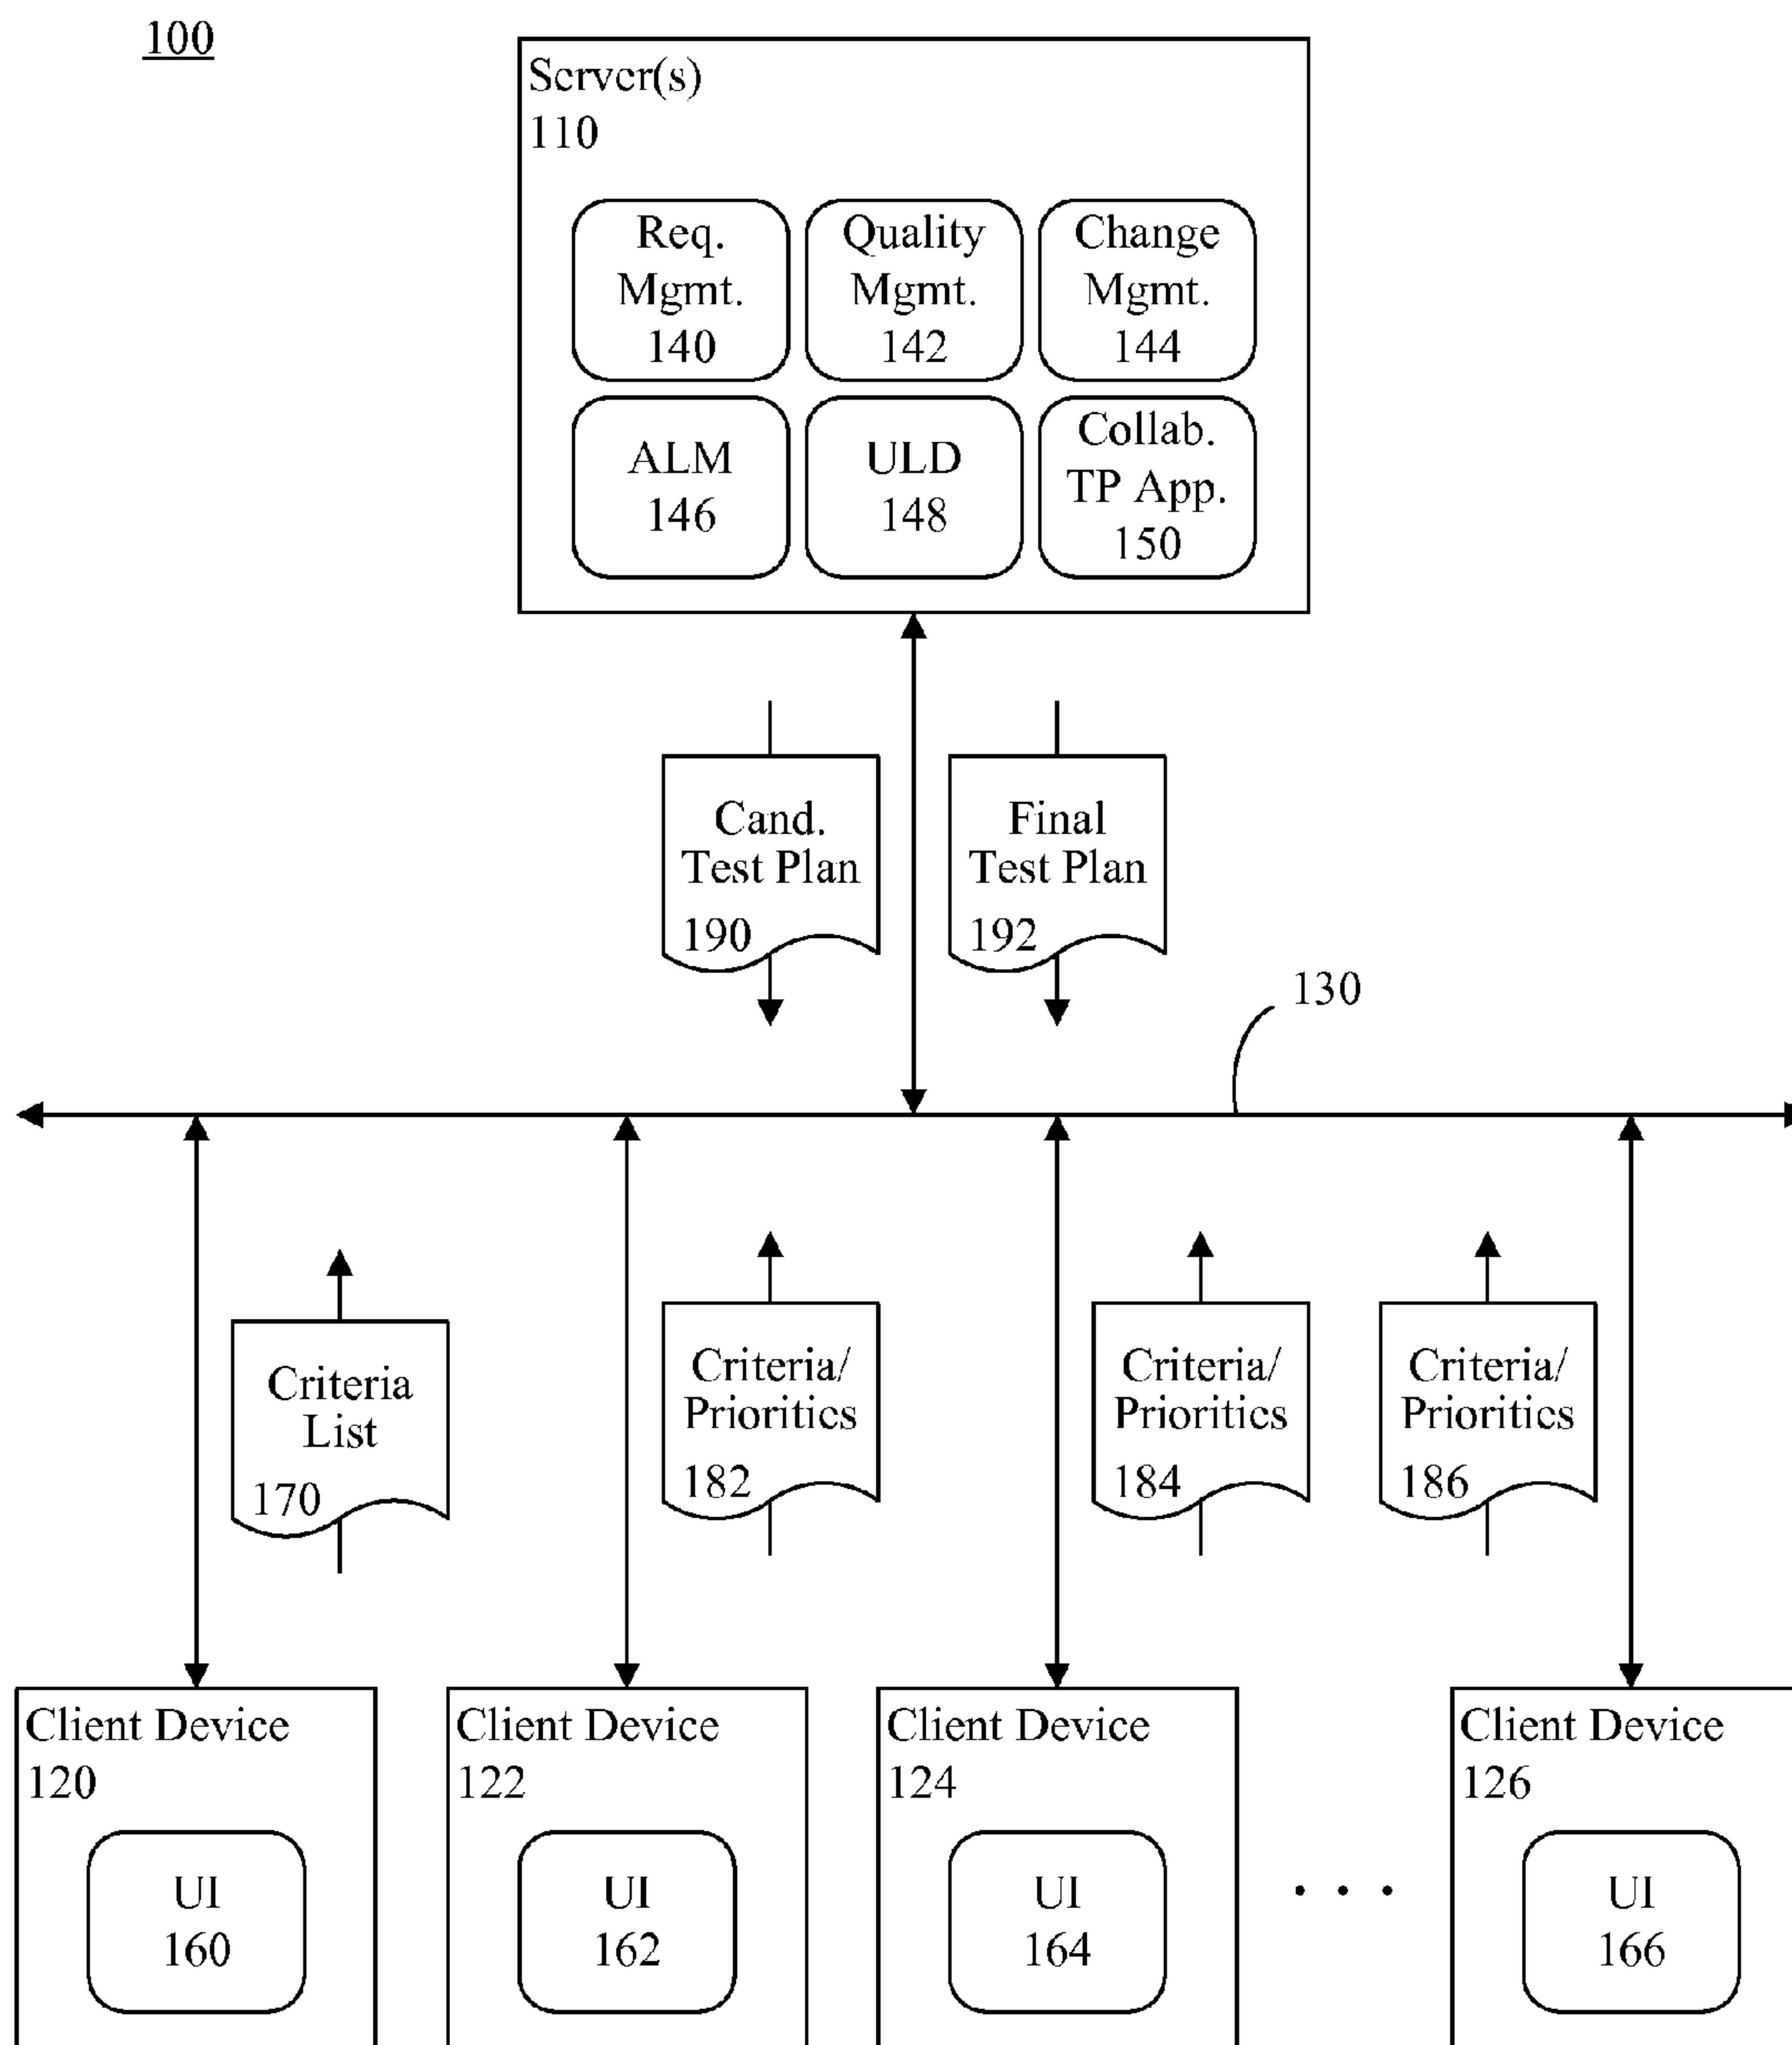 100
Server(s)
110
Req.
Mgmt.
140
Quality
Mgmt.
142
Change
Mgmt.
144
ALM
146
ULD
148
Collab.
TP App.
150
Cand.
Test Plan
190
Final
Test Plan
192
130
Criteria
List
170
Criteria/
Priorities
182
Criteria/
Priorities
184
Criteria/
Priorities
186
Client Device
120
UI
160
Client Device
122
UI
162
Client Device
124
UI
164
. . .
Client Device
126
UI
166